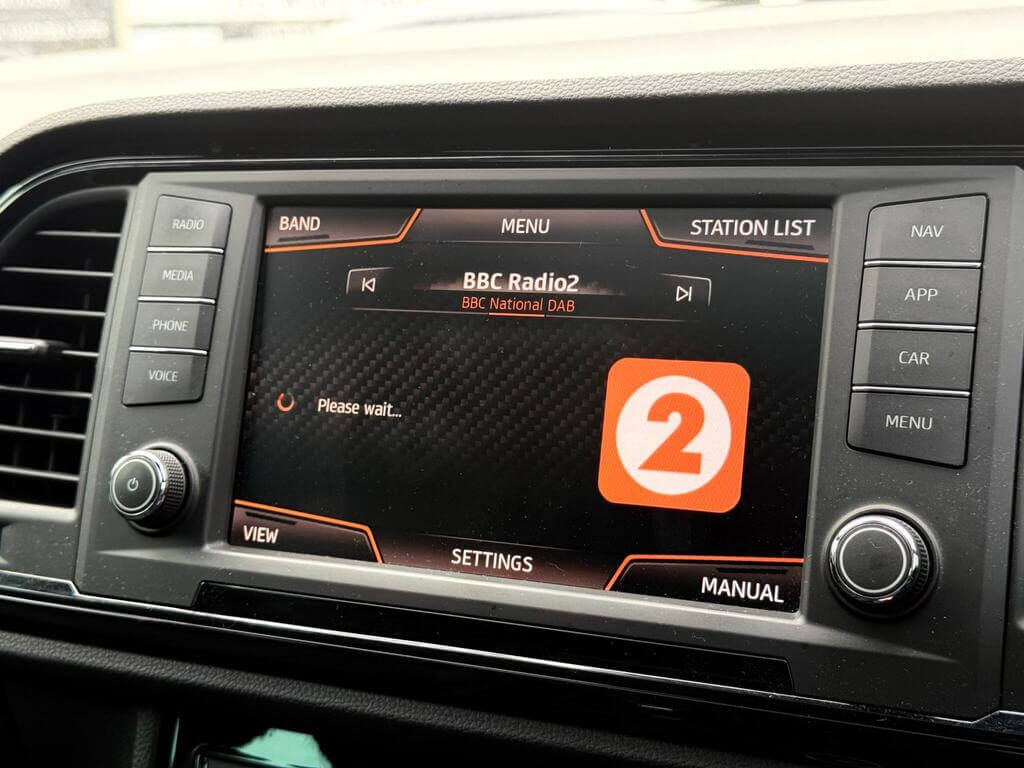 RADIO
MEDIA
PHONE
VOICE
BAND
MENU
STATION LIST
BBC Radio2
BBC National DAB
Please wait...
2
VIEW
SETTINGS
MANUAL
NAV
APP
CAR
MENU